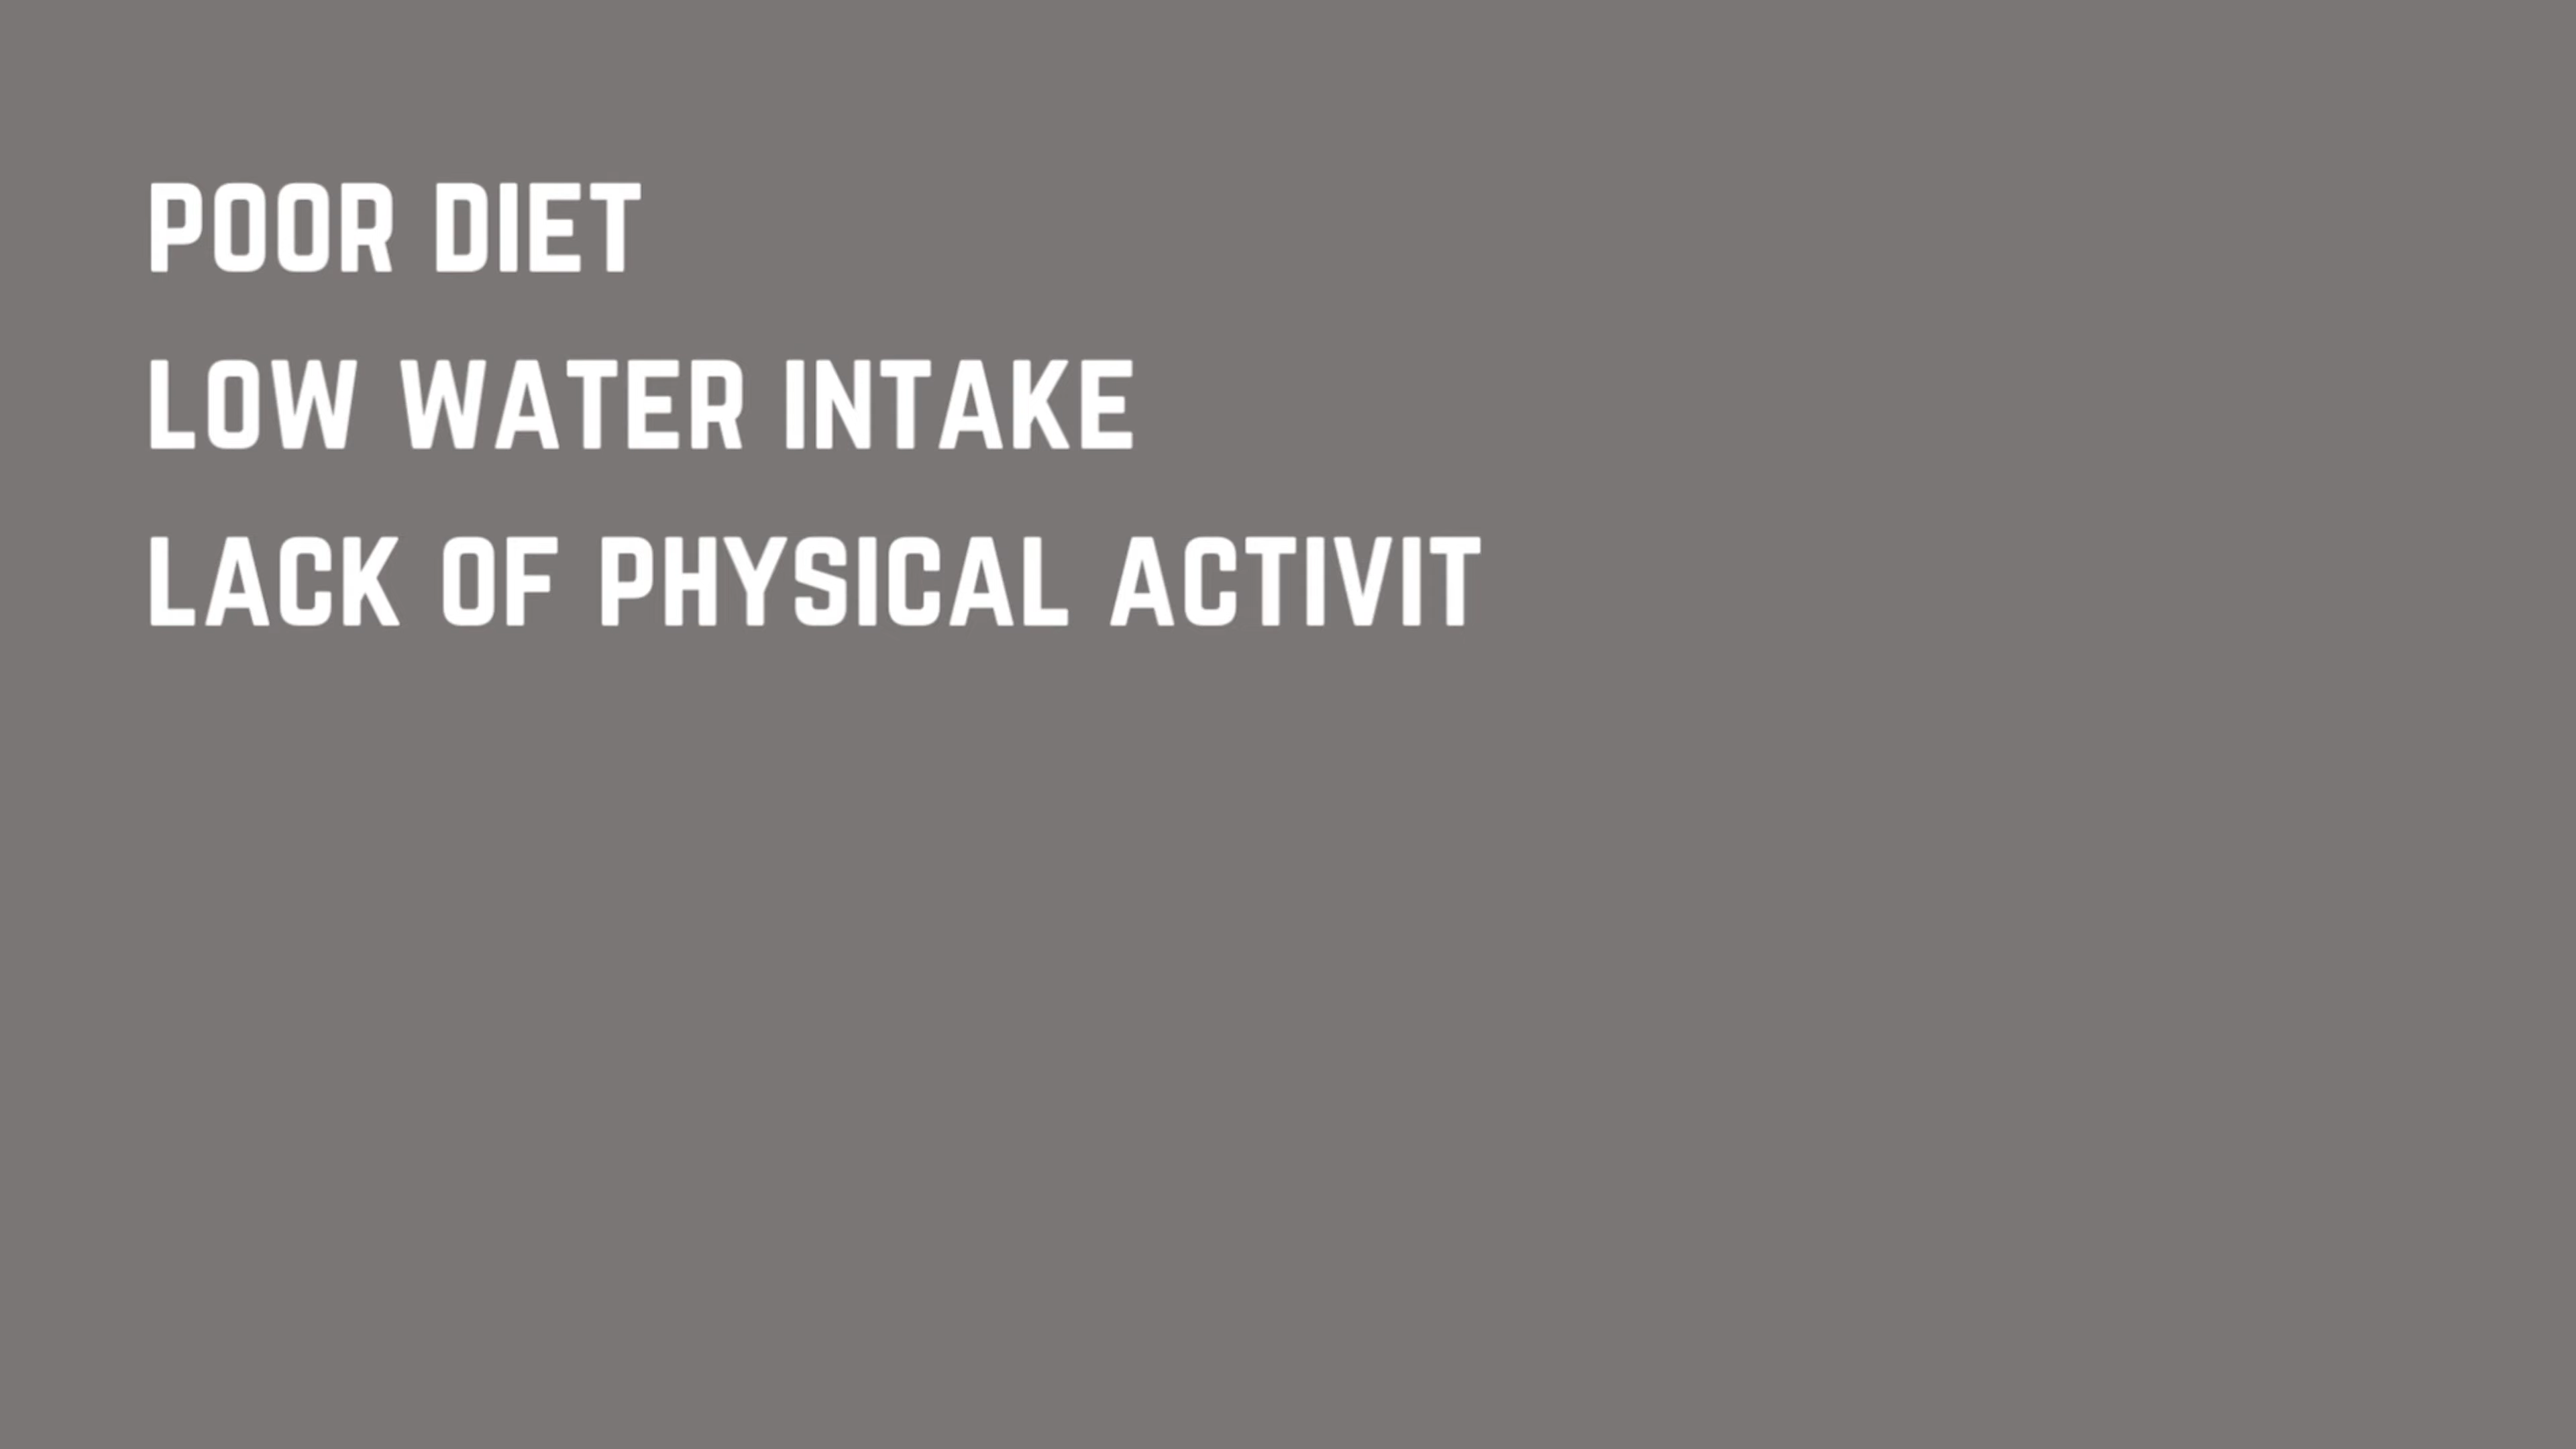 POOR DIET
LOW WATER INTAKE
LACK OF PHYSICAL ACTIVIT